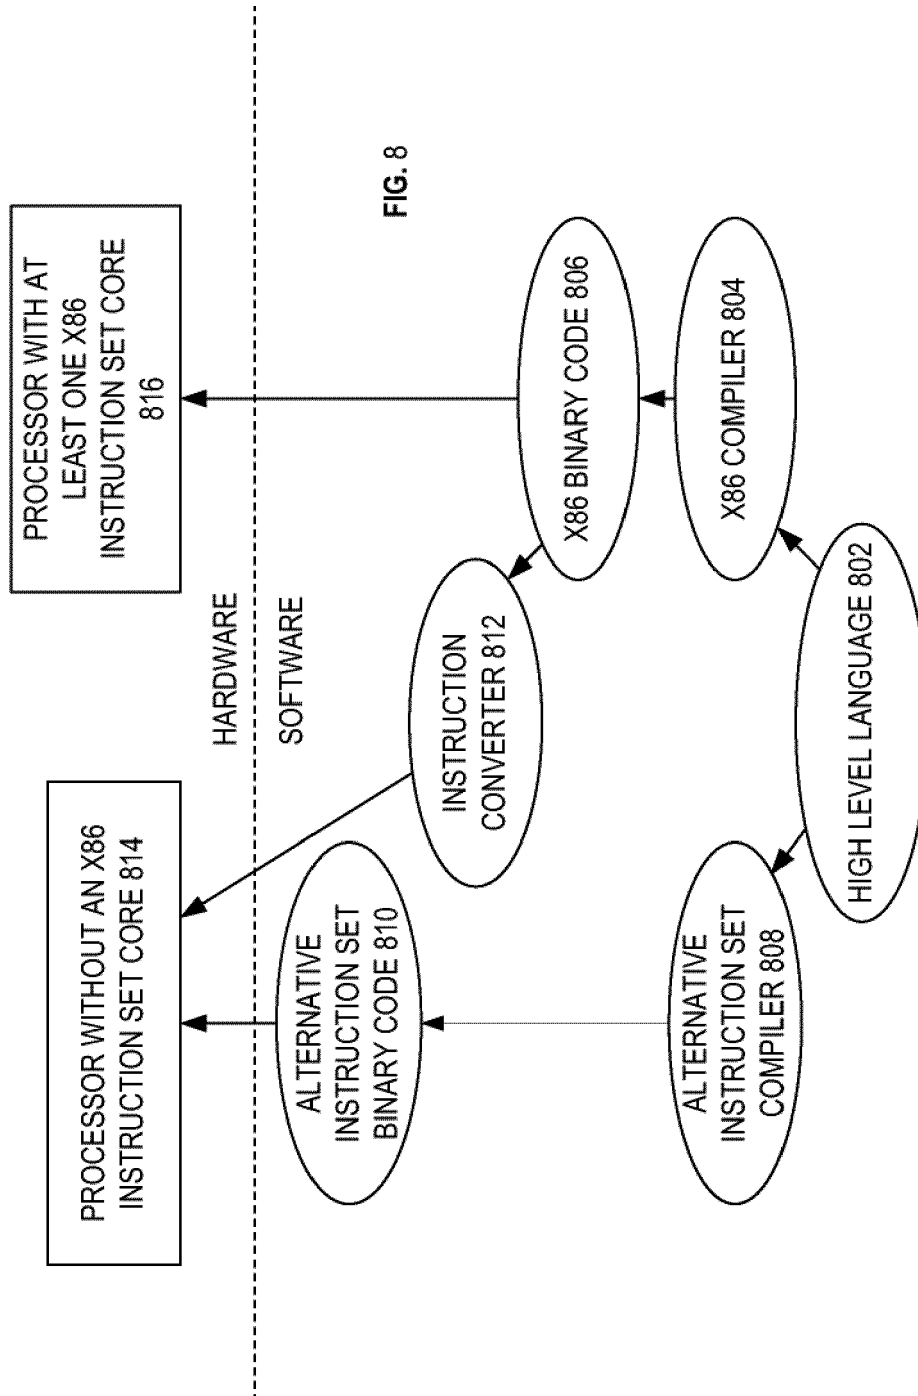 PROCESSOR WITHOUT AN X86
INSTRUCTION SET CORE 814
PROCESSOR WITH AT
LEAST ONE X86
INSTRUCTION SET CORE
816
HARDWARE
SOFTWARE
ALTERNATIVE
INSTRUCTION SET
BINARY CODE 810
INSTRUCTION
CONVERTER 812
FIG. 8
X86 BINARY CODE 806
ALTERNATIVE
INSTRUCTION SET
COMPILER 808
X86 COMPILER 804
HIGH LEVEL LANGUAGE 802